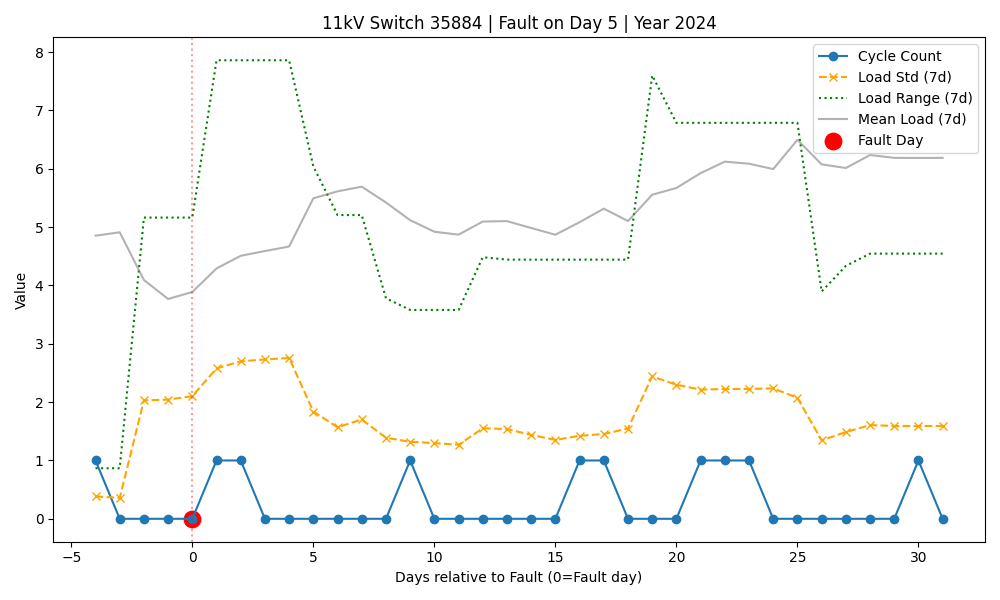 11kV Switch 35884 | Fault on Day 5 | Year 2024
Cycle Count
Load Std (7d)
Load Range (7d)
Mean Load (7d)
Fault Day
Value
8
7
6
5
4
3
2
1
0
−5 0 5 10 15 20 25 30
Days relative to Fault (0=Fault day)